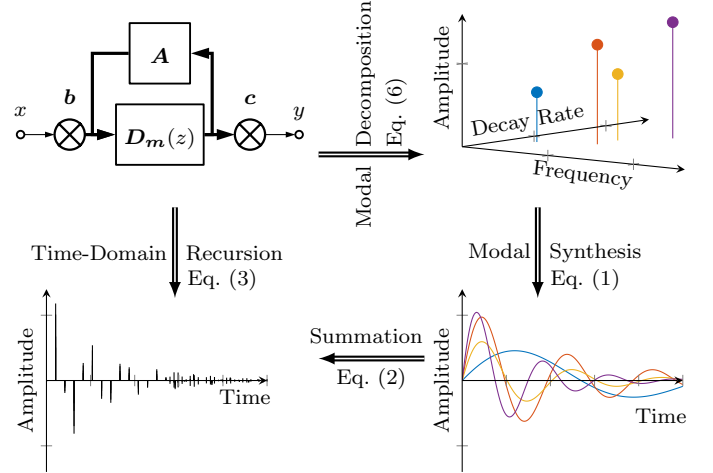 A
b
c
x
y
D_m(z)
Modal Decomposition
Eq. (6)
Amplitude
Decay Rate
Frequency
Time-Domain Recursion
Eq. (3)
Modal Synthesis
Eq. (1)
Summation
Eq. (2)
Amplitude
Time
Amplitude
Time